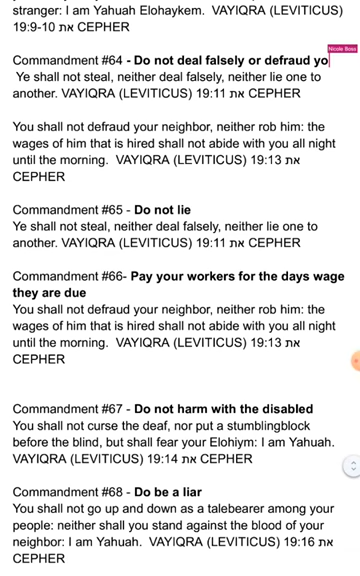 stranger: I am Yahuah Elohaykem.  VAYIQRA (LEVITICUS)
19:9-10 את CEPHER
Nicole Boss
Commandment #64 - Do not deal falsely or defraud yo
Ye shall not steal, neither deal falsely, neither lie one to
another. VAYIQRA (LEVITICUS) 19:11 את CEPHER
You shall not defraud your neighbor, neither rob him: the
wages of him that is hired shall not abide with you all night
until the morning.  VAYIQRA (LEVITICUS) 19:13 את
CEPHER
Commandment #65 - Do not lie
Ye shall not steal, neither deal falsely, neither lie one to
another. VAYIQRA (LEVITICUS) 19:11 את CEPHER
Commandment #66- Pay your workers for the days wage
they are due
You shall not defraud your neighbor, neither rob him: the
wages of him that is hired shall not abide with you all night
until the morning.  VAYIQRA (LEVITICUS) 19:13 את
CEPHER
Commandment #67 - Do not harm with the disabled
You shall not curse the deaf, nor put a stumblingblock
before the blind, but shall fear your Elohiym: I am Yahuah.
VAYIQRA (LEVITICUS) 19:14 את CEPHER
Commandment #68 - Do be a liar
You shall not go up and down as a talebearer among your
people: neither shall you stand against the blood of your
neighbor: I am Yahuah.  VAYIQRA (LEVITICUS) 19:16 את
CEPHER